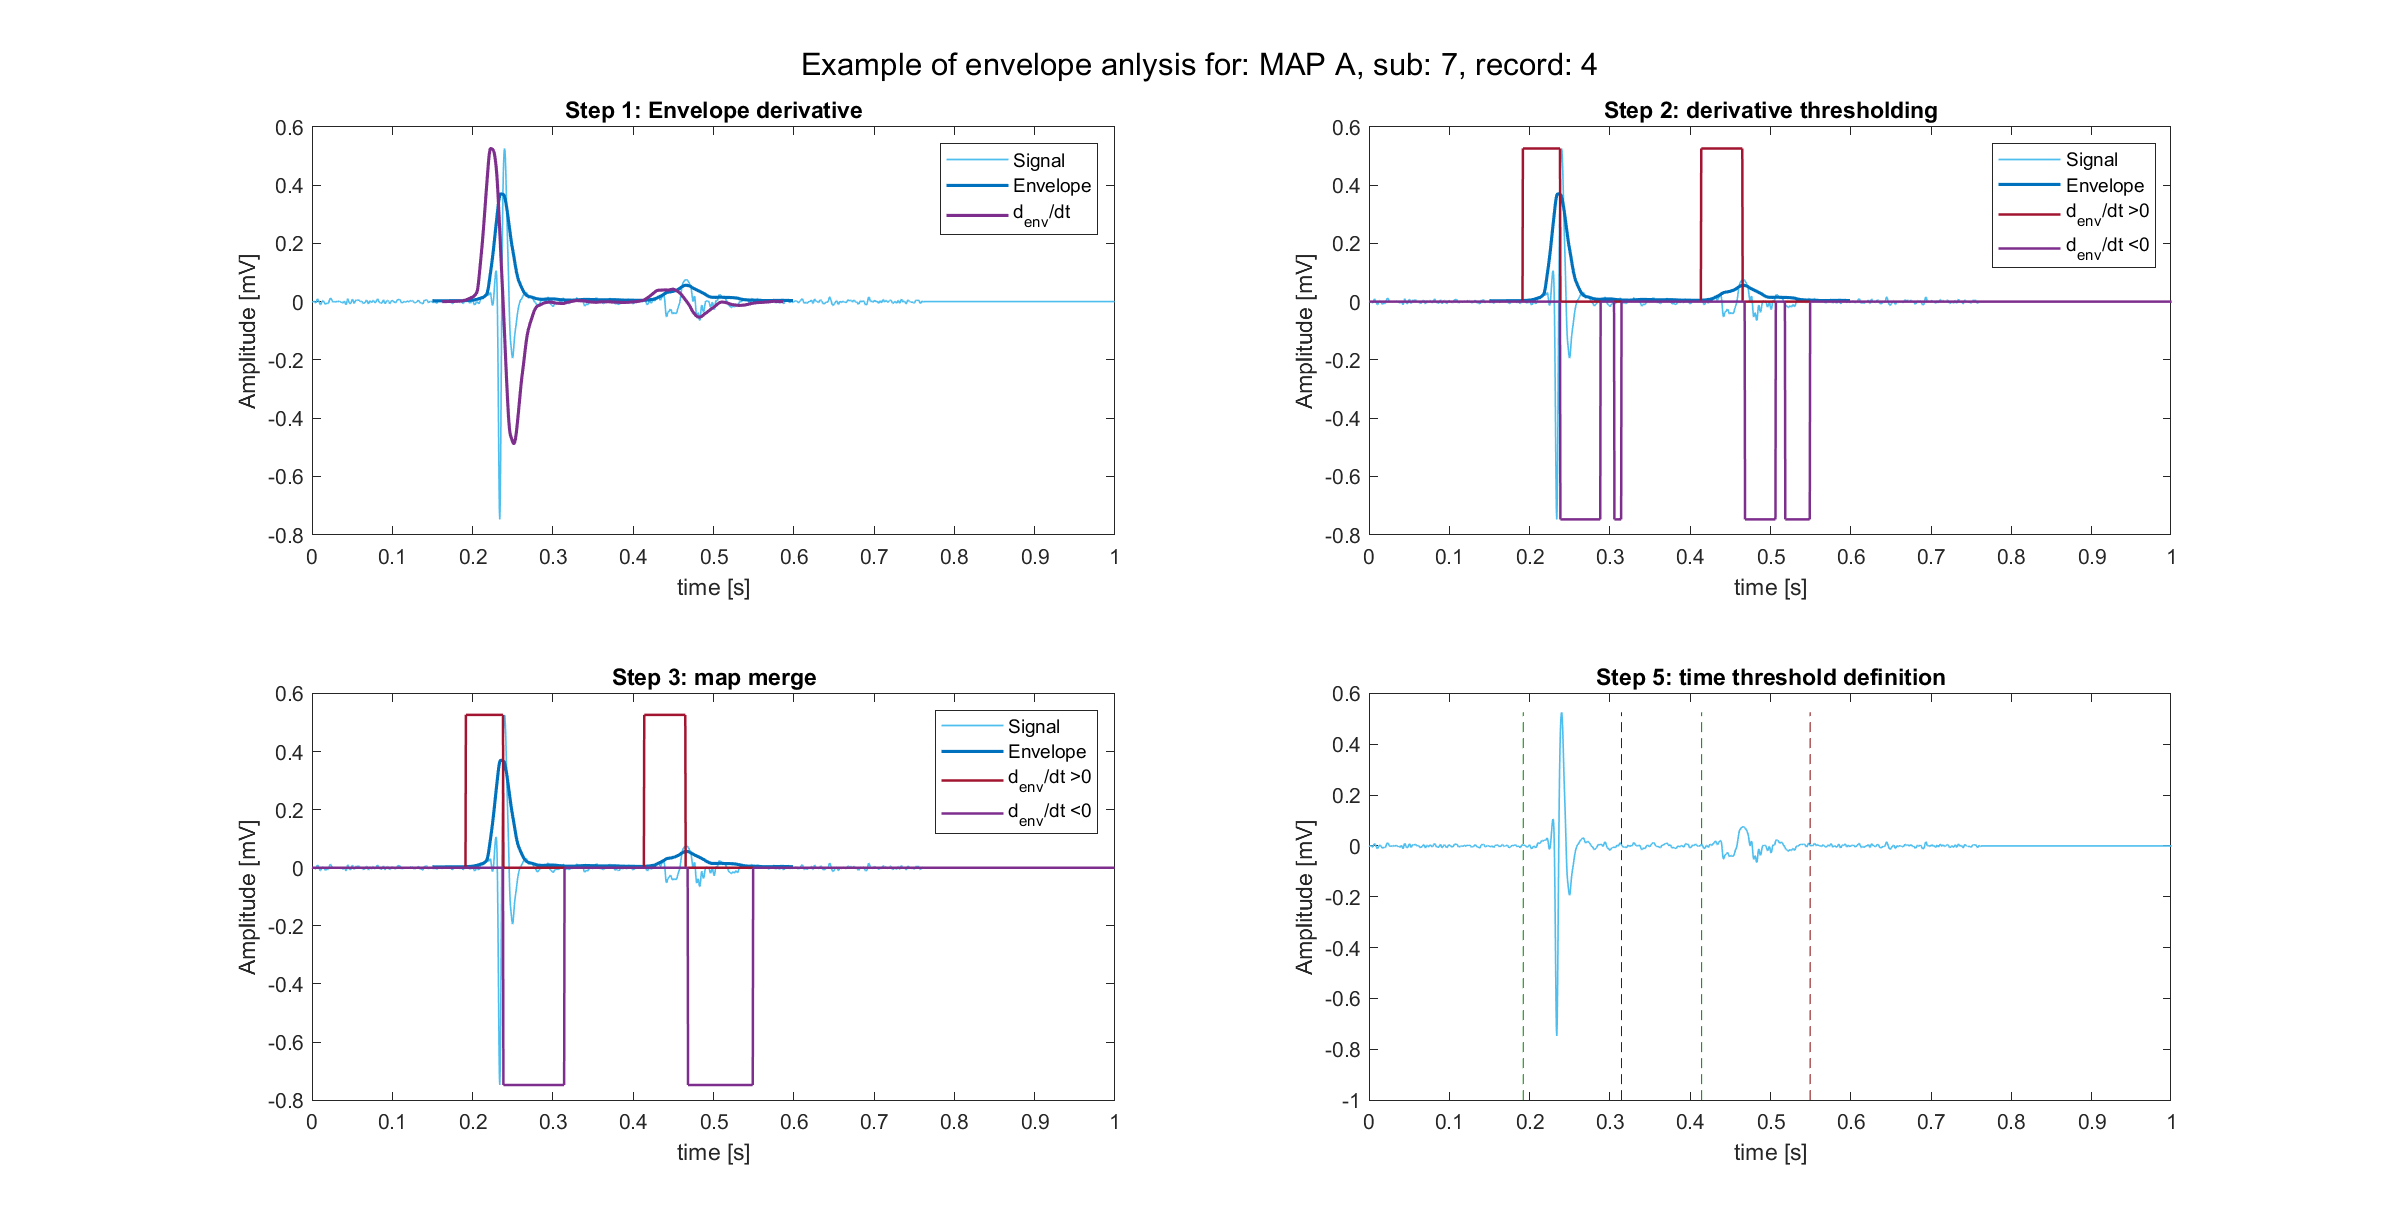 Example of envelope anlysis for: MAP A, sub: 7, record: 4
Step 1: Envelope derivative
0.6
0.4
0.2
0
-0.2
-0.4
-0.6
-0.8
Amplitude [mV]
0 0.1 0.2 0.3 0.4 0.5 0.6 0.7 0.8 0.9 1
time [s]
Signal
Envelope
d_env/dt
Step 2: derivative thresholding
0.6
0.4
0.2
0
-0.2
-0.4
-0.6
-0.8
Amplitude [mV]
0 0.1 0.2 0.3 0.4 0.5 0.6 0.7 0.8 0.9 1
time [s]
Signal
Envelope
d_env/dt >0
d_env/dt <0
Step 3: map merge
0.6
0.4
0.2
0
-0.2
-0.4
-0.6
-0.8
Amplitude [mV]
0 0.1 0.2 0.3 0.4 0.5 0.6 0.7 0.8 0.9 1
time [s]
Signal
Envelope
d_env/dt >0
d_env/dt <0
Step 5: time threshold definition
0.6
0.4
0.2
0
-0.2
-0.4
-0.6
-0.8
-1
Amplitude [mV]
0 0.1 0.2 0.3 0.4 0.5 0.6 0.7 0.8 0.9 1
time [s]